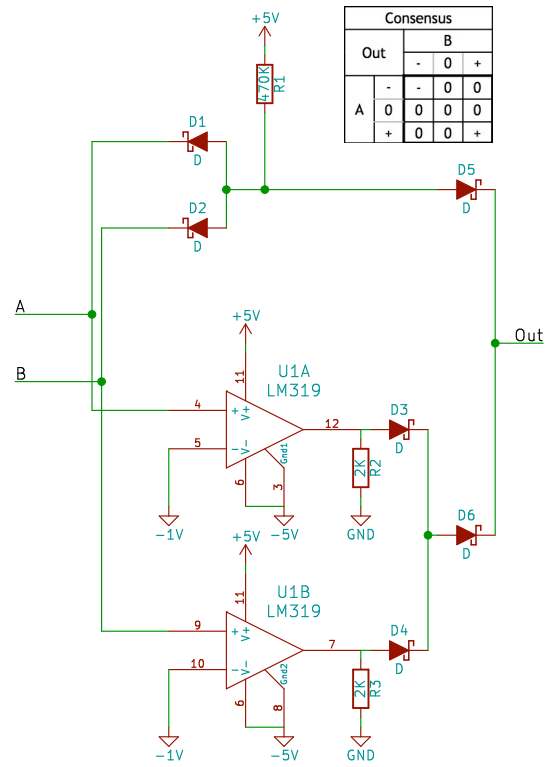 +5V
470K
R1
Consensus
Out
B
- 0 +
A
- - 0 0
0 0 0 0
+ 0 0 +
D1
D
D2
D
D5
D
A
B
Out
+5V
11
U1A
LM319
4
+
V+
5
-
V-
Gnd1
12
6
3
-1V
-5V
2K
R2
GND
D3
D
D6
D
+5V
11
U1B
LM319
9
+
V+
10
-
V-
Gnd2
7
6
8
-1V
-5V
2K
R3
GND
D4
D